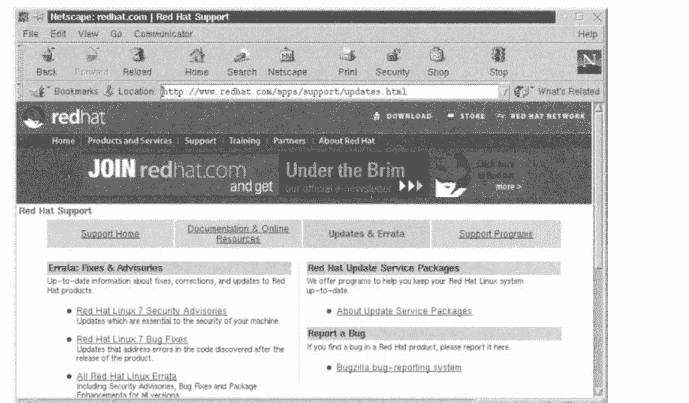 Netscape: redhat.com | Red Hat Support
File Edit View Go Communicator Help
Back Forward Reload Home Search Netscape Print Security Shop Stop N
Bookmarks Location: http://www.redhat.com/apps/support/updates.html What's Related
redhat DOWNLOAD STORE RED HAT NETWORK
Home | Products and Services | Support | Training | Partners | About Red Hat
JOIN redhat.com Under the Brim Click here
and get our official e-newsletter more >
Red Hat Support
Support Home Documentation & Online Resources Updates & Errata Support Programs
Errata: Fixes & Advisories
Up-to-date information about fixes, corrections, and updates to Red
Hat products.
Red Hat Linux 7 Security Advisories
Updates which are essential to the security of your machine.
Red Hat Linux 7 Bug Fixes
Updates that address errors in the code discovered after the
release of the product.
All Red Hat Linux Errata
Including Security Advisories, Bug Fixes and Package
Enhancements for all versions.
Red Hat Update Service Packages
We offer programs to help you keep your Red Hat Linux system
up-to-date.
About Update Service Packages
Report a Bug
If you find a bug in a Red Hat product, please report it here.
Bugzilla bug-reporting system